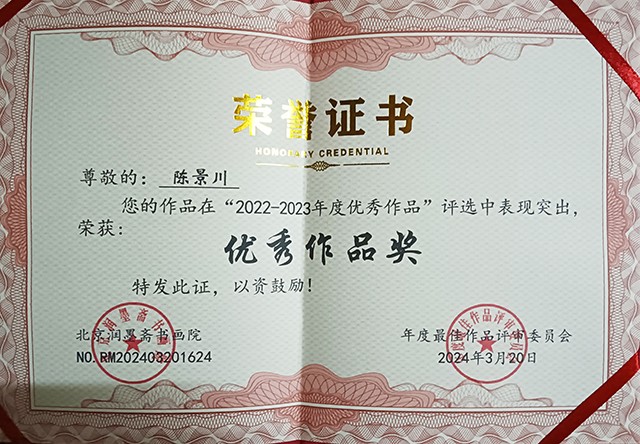 荣誉证书
HONORARY CREDENTIAL
尊敬的：陈景川
您的作品在“2022-2023年度优秀作品”评选中表现突出，
荣获：
优秀作品奖
特发此证，以资鼓励！
北京润墨斋书画院
NO.RM202403201624
年度最佳作品评审委员会
2024年3月20日